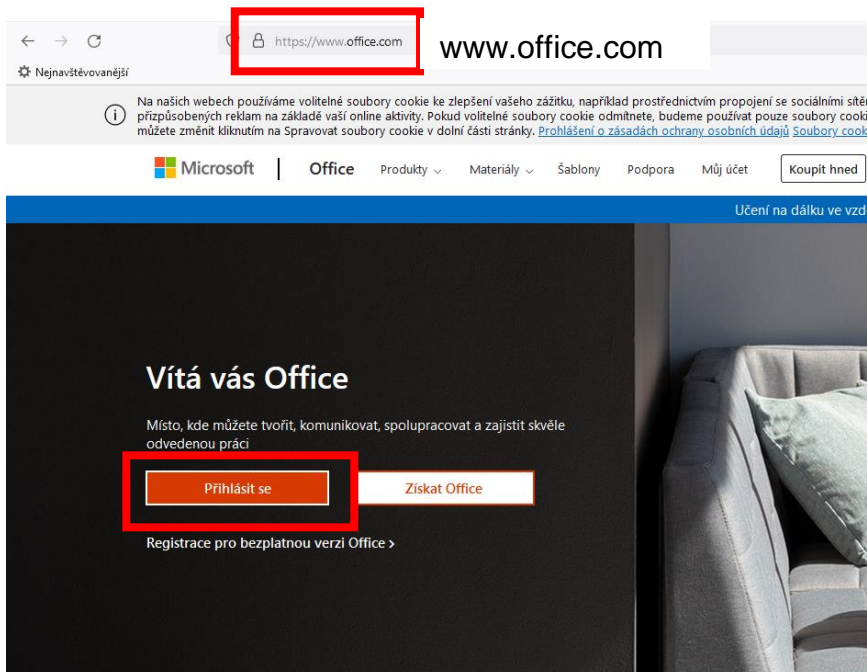 https://www.office.com
www.office.com
Nejnavštěvovanější
Na našich webech používáme volitelné soubory cookie ke zlepšení vašeho zážitku, například prostřednictvím propojení se sociálními sítě
přizpůsobených reklam na základě vaší online aktivity. Pokud volitelné soubory cookie odmítnete, budeme používat pouze soubory cooki
můžete změnit kliknutím na Spravovat soubory cookie v dolní části stránky. Prohlášení o zásadách ochrany osobních údajů Soubory cook
Microsoft Office Produkty Materiály Šablony Podpora Můj účet Koupit hned
Učení na dálku ve vzd
Vítá vás Office
Místo, kde můžete tvořit, komunikovat, spolupracovat a zajistit skvěle
odvedenou práci
Přihlásit se Získat Office
Registrace pro bezplatnou verzi Office >